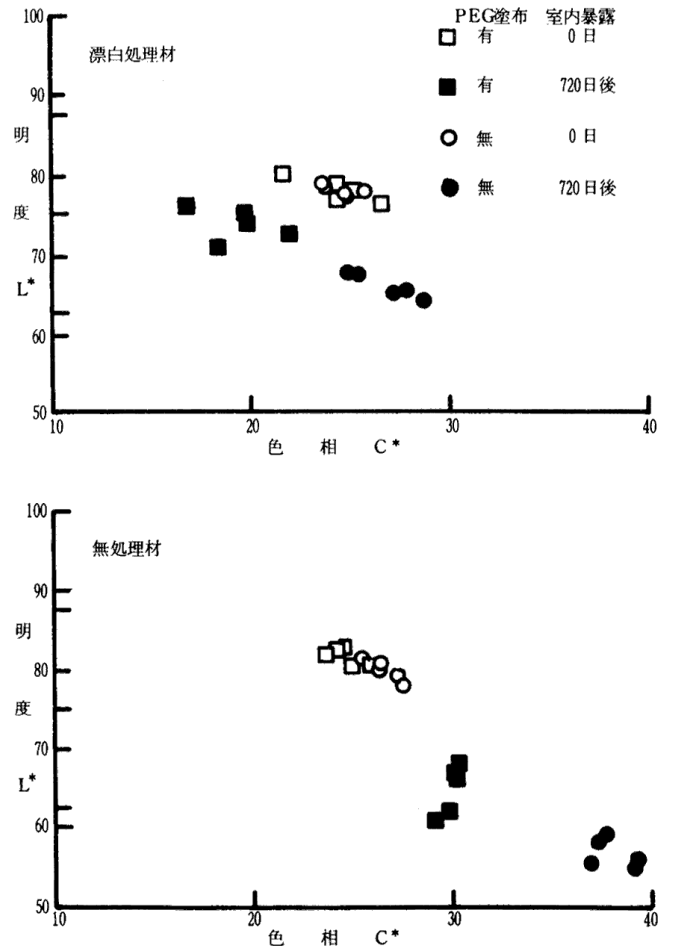 PEG塗布 室内暴露
漂白処理材
□ 有 0日
■ 有 720日後
○ 無 0日
● 無 720日後
100
90
80
70
60
50
明度 L*
10 20 30 40
色相 C*
無処理材
100
90
80
70
60
50
明度 L*
10 20 30 40
色相 C*